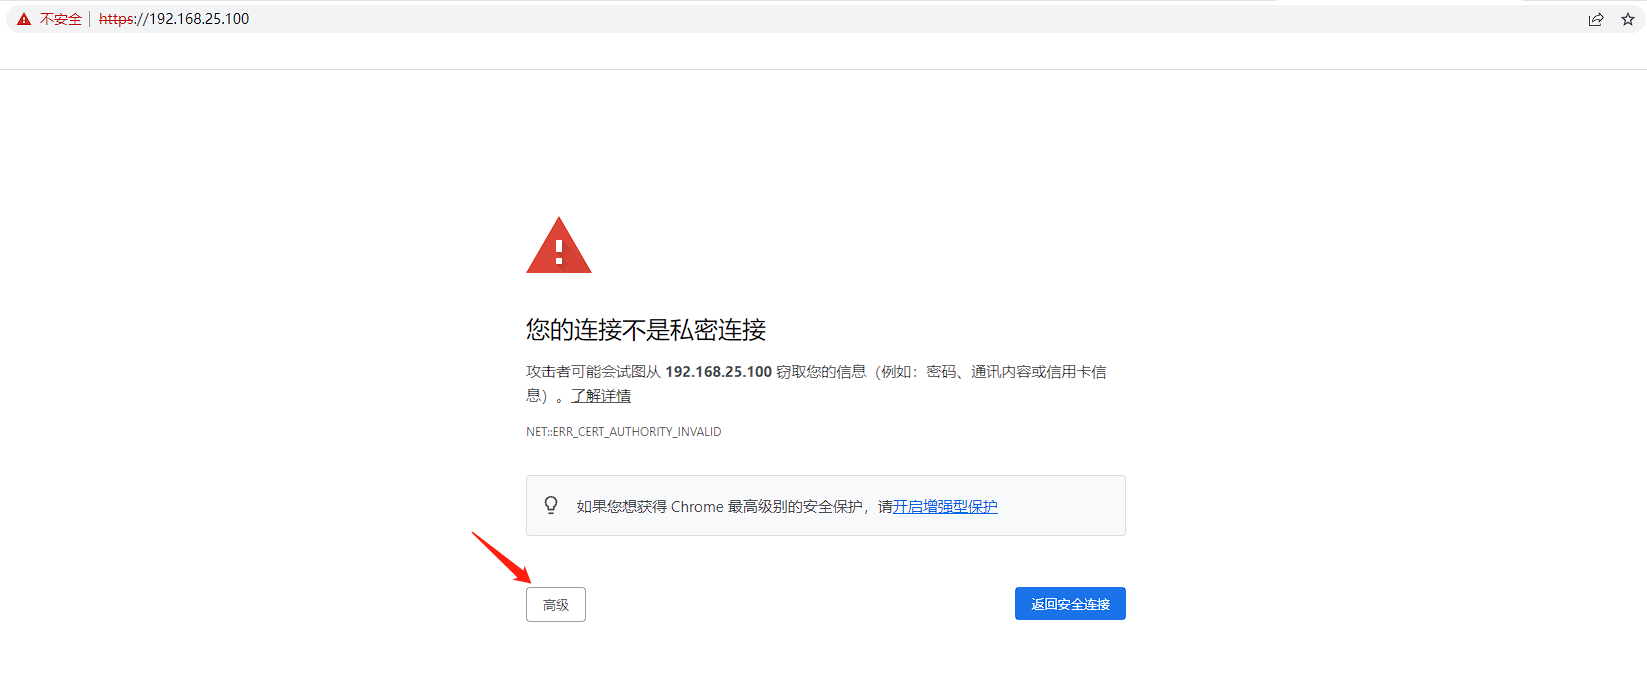 不安全 https://192.168.25.100
您的连接不是私密连接
攻击者可能会试图从 192.168.25.100 窃取您的信息（例如：密码、通讯内容或信用卡信
息）。了解详情
NET::ERR_CERT_AUTHORITY_INVALID
如果您想获得 Chrome 最高级别的安全保护，请开启增强型保护
高级 返回安全连接